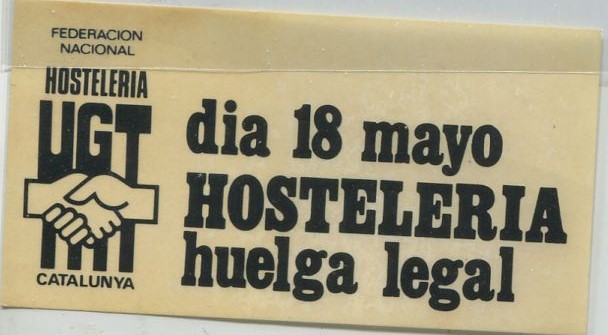 FEDERACION
NACIONAL
HOSTELERIA
UGT
CATALUNYA
dia 18 mayo
HOSTELERIA
huelga legal